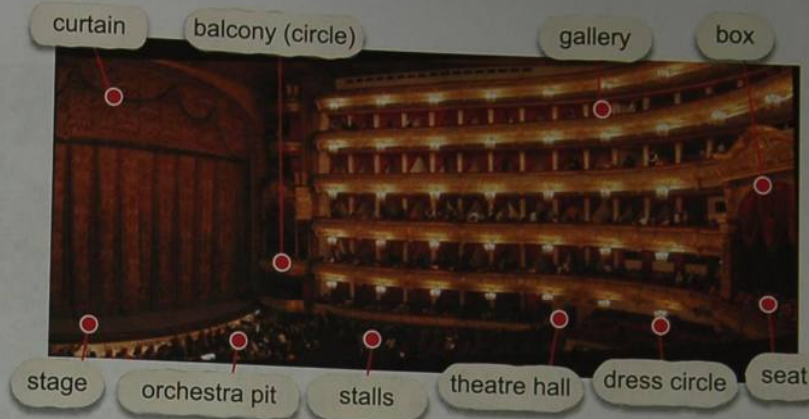 curtain
balcony (circle)
gallery
box
stage
orchestra pit
stalls
theatre hall
dress circle
seat